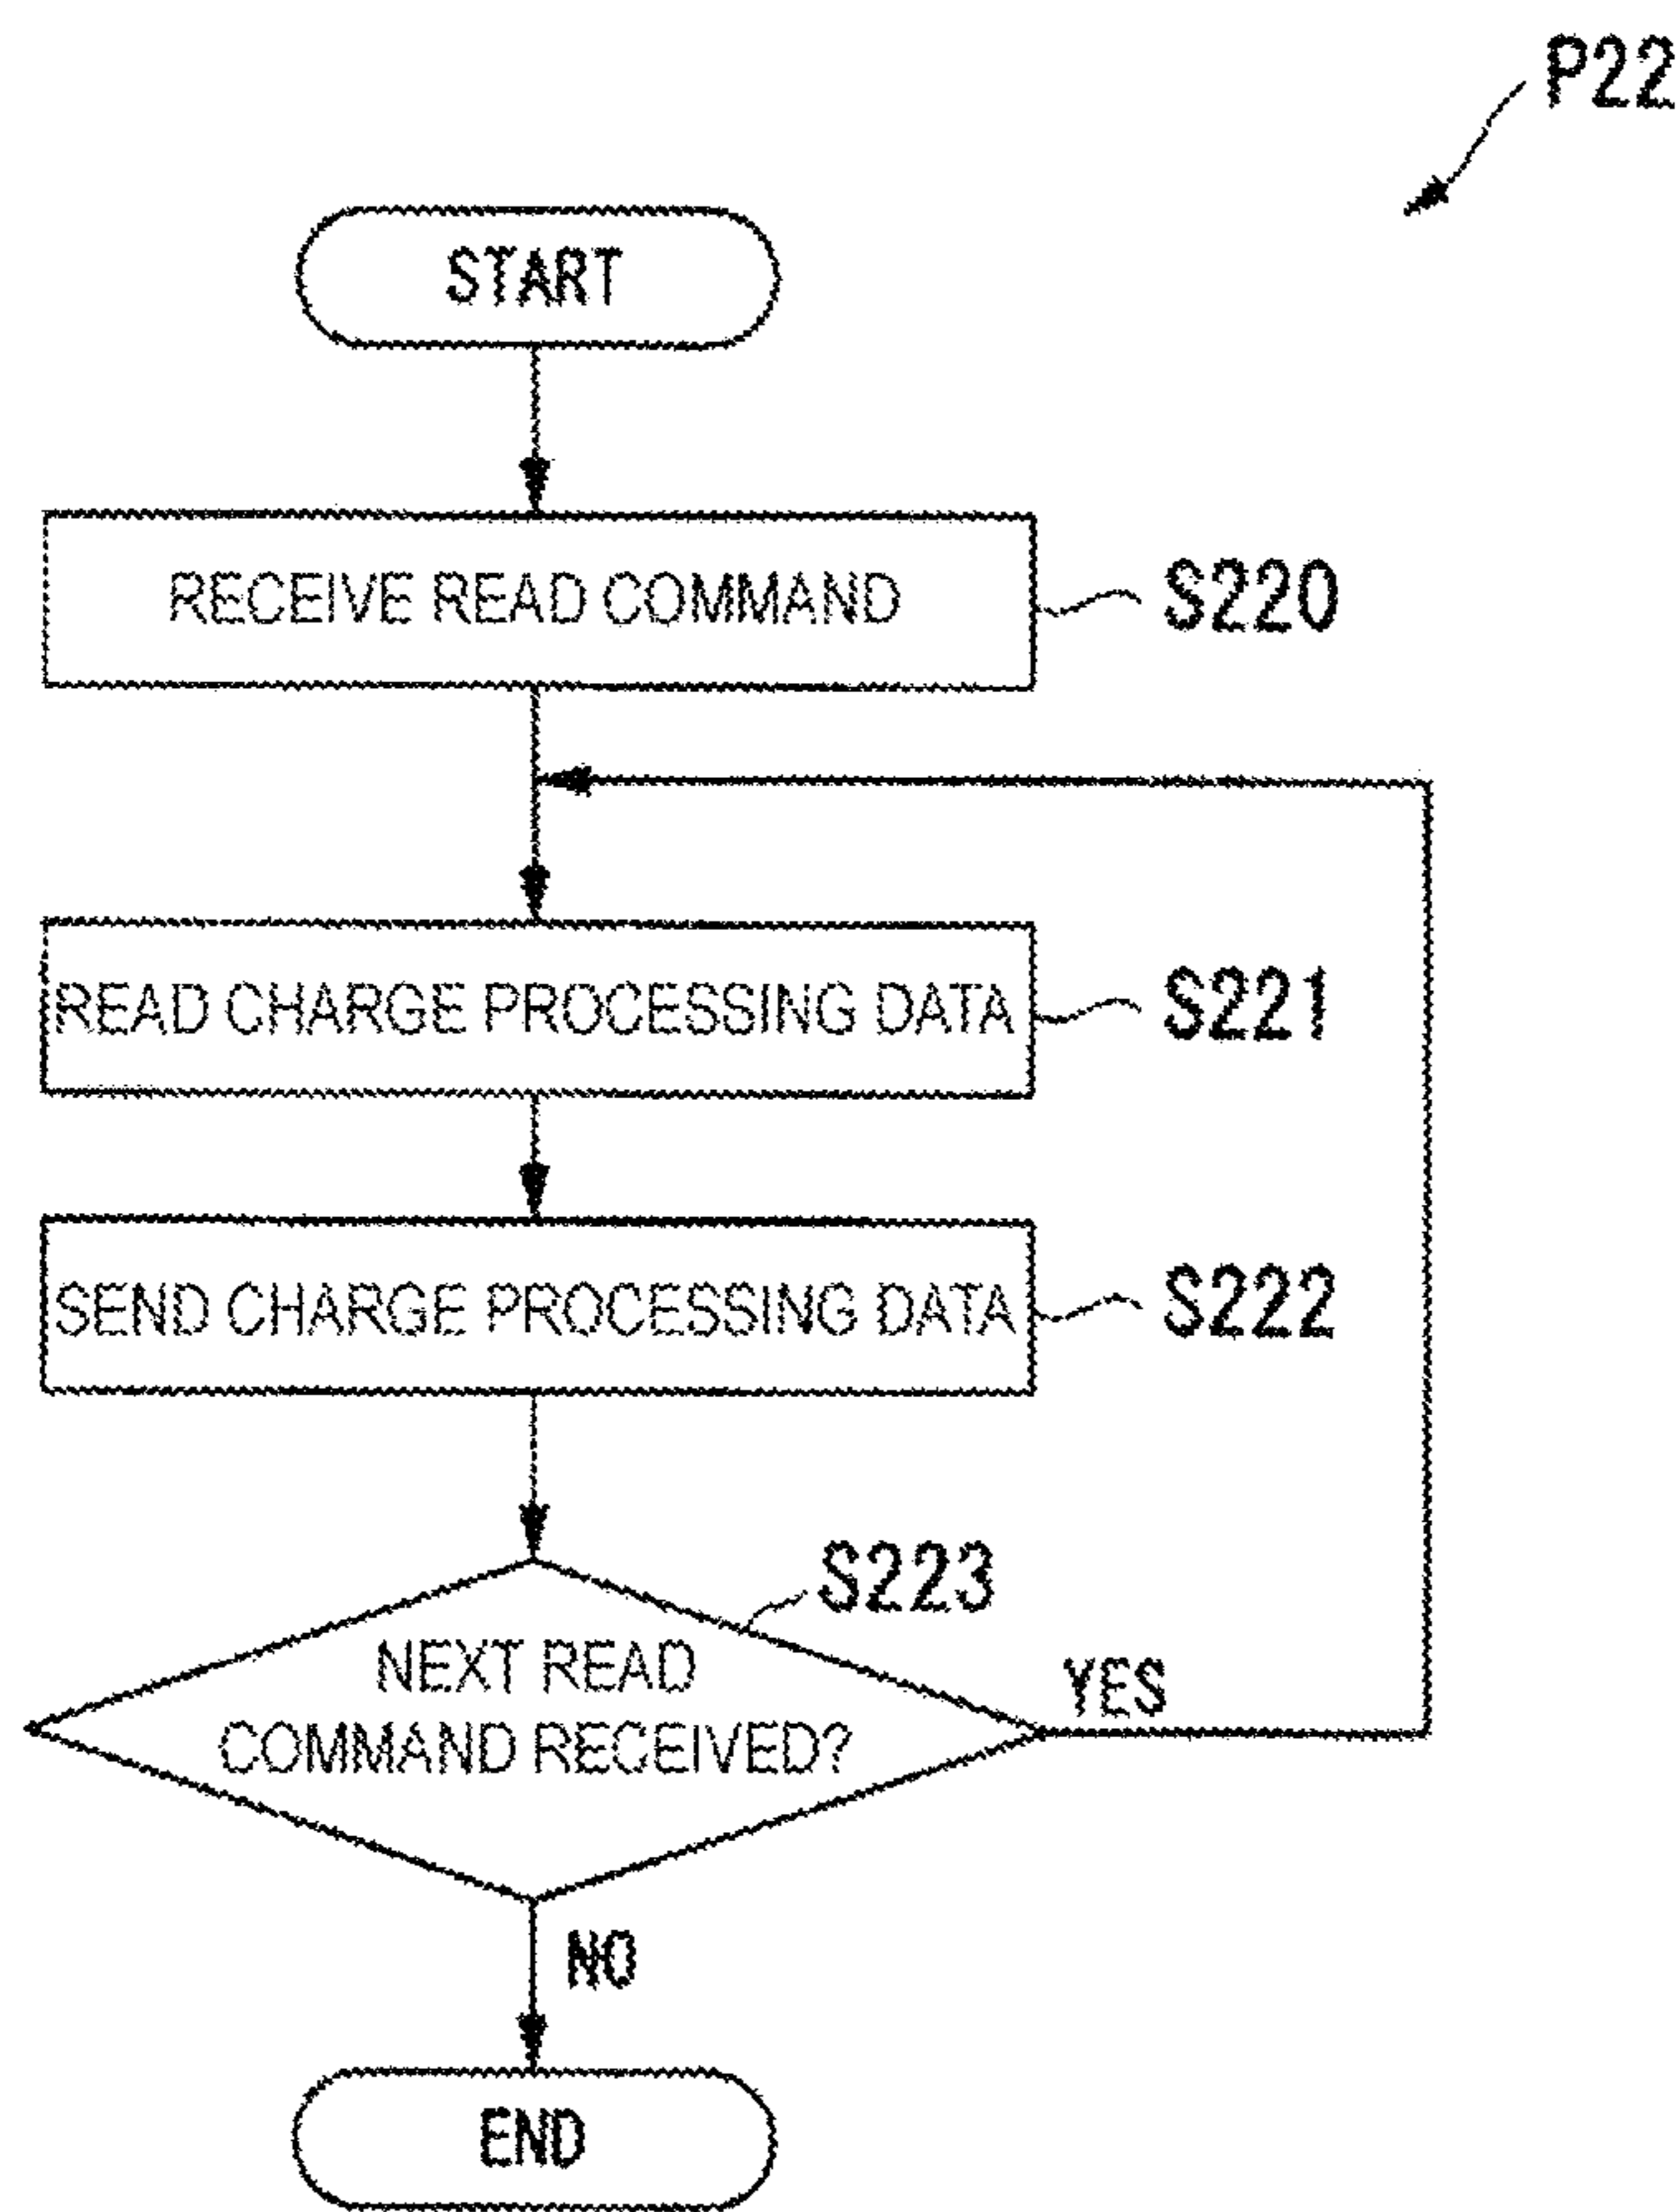 P22
START
RECEIVE READ COMMAND
S220
READ CHARGE PROCESSING DATA
S221
SEND CHARGE PROCESSING DATA
S222
S223
NEXT READ
COMMAND RECEIVED?
YES
NO
END